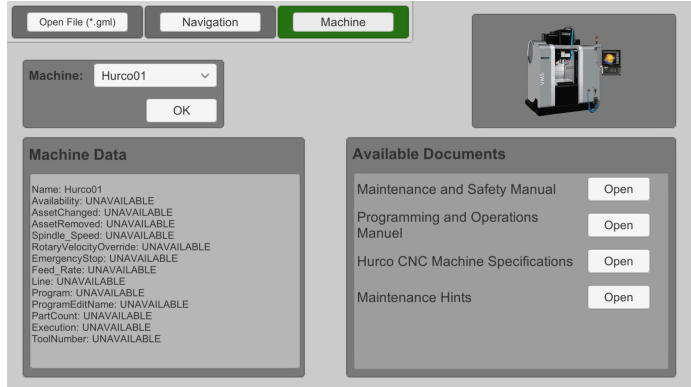 Open File (*.gml)
Navigation
Machine
Machine:
Hurco01
OK
Machine Data
Name: Hurco01
Availability: UNAVAILABLE
AssetChanged: UNAVAILABLE
AssetRemoved: UNAVAILABLE
Spindle_Speed: UNAVAILABLE
RotaryVelocityOverride: UNAVAILABLE
EmergencyStop: UNAVAILABLE
Feed_Rate: UNAVAILABLE
Line: UNAVAILABLE
Program: UNAVAILABLE
ProgramEditName: UNAVAILABLE
PartCount: UNAVAILABLE
Execution: UNAVAILABLE
ToolNumber: UNAVAILABLE
Available Documents
Maintenance and Safety Manual
Open
Programming and Operations
Manuel
Open
Hurco CNC Machine Specifications
Open
Maintenance Hints
Open